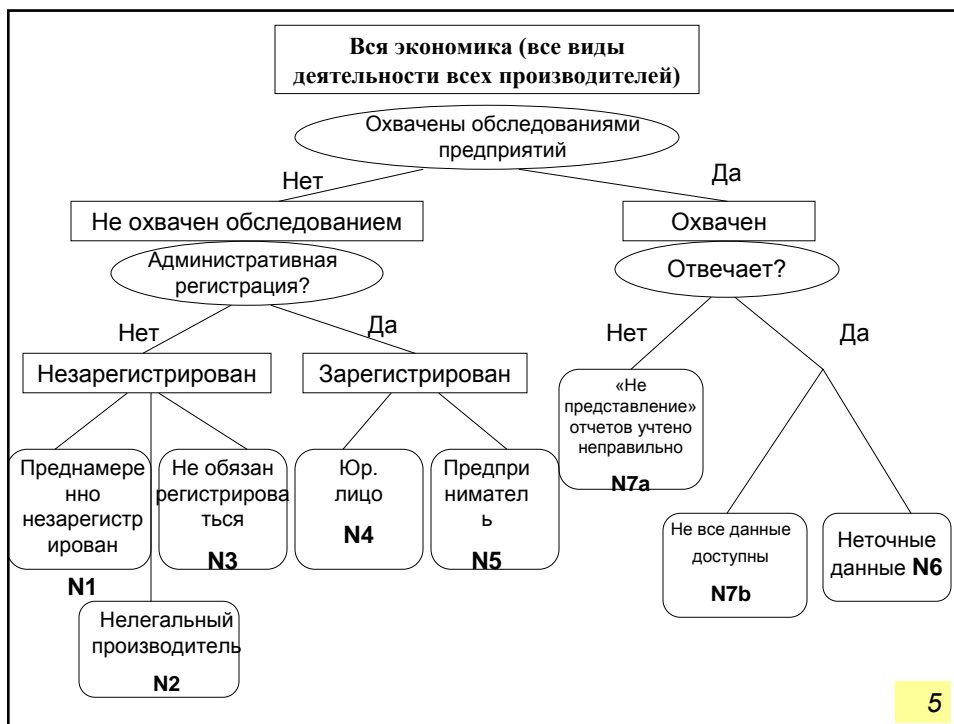 Вся экономика (все виды
деятельности всех производителей)
Охвачены обследованиями
предприятий
Нет
Да
Не охвачен обследованием
Охвачен
Административная
регистрация?
Отвечает?
Нет
Да
Нет
Да
Незарегистрирован
Зарегистрирован
«Не
представление»
отчетов учтено
неправильно
N7a
Преднамере
нно
незарегистр
ирован
N1
Не обязан
регистрирова
ться
N3
Юр.
лицо
N4
Предпри
нимател
ь
N5
Не все данные
доступны
N7b
Неточные
данные N6
Нелегальный
производитель
N2
5